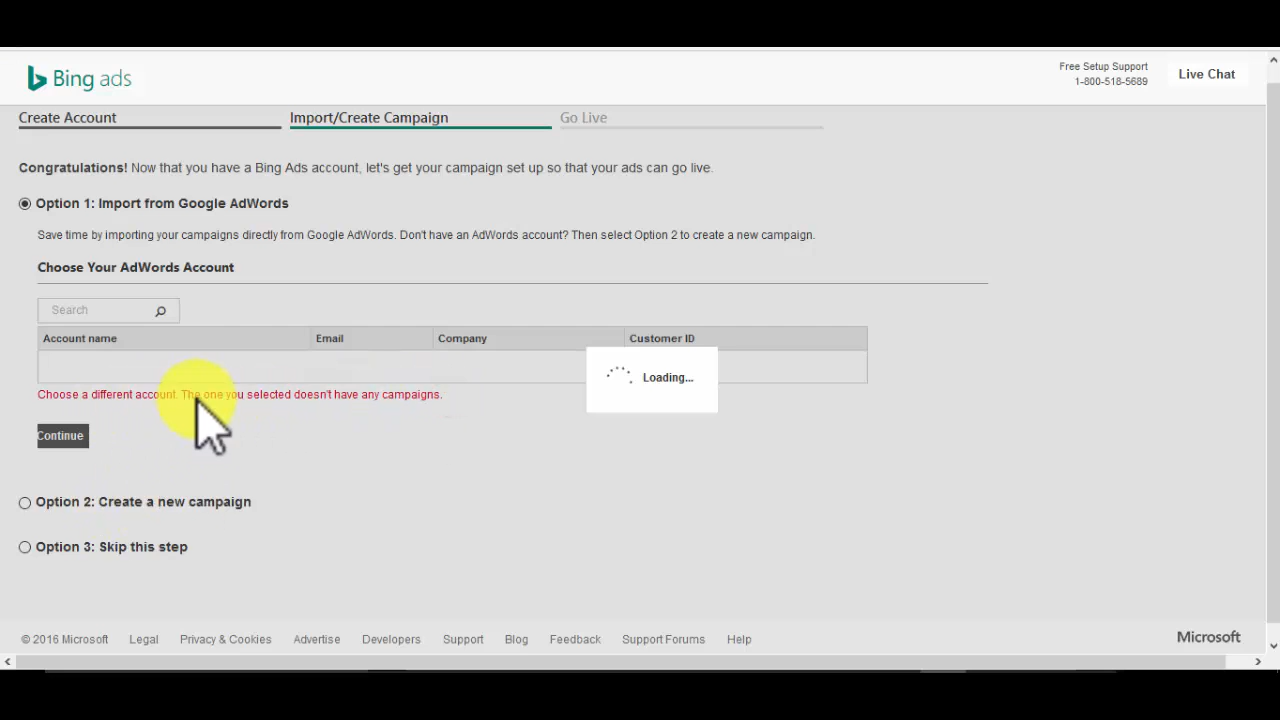 Bing ads
Free Setup Support
1-800-518-5689
Live Chat
Create Account
Import/Create Campaign
Go Live
Congratulations! Now that you have a Bing Ads account, let's get your campaign set up so that your ads can go live.
Option 1: Import from Google AdWords
Save time by importing your campaigns directly from Google AdWords. Don't have an AdWords account? Then select Option 2 to create a new campaign.
Choose Your AdWords Account
Search
Account name
Email
Company
Customer ID
Loading...
Choose a different account. The one you selected doesn't have any campaigns.
Continue
Option 2: Create a new campaign
Option 3: Skip this step
© 2016 Microsoft
Legal
Privacy & Cookies
Advertise
Developers
Support
Blog
Feedback
Support Forums
Help
Microsoft